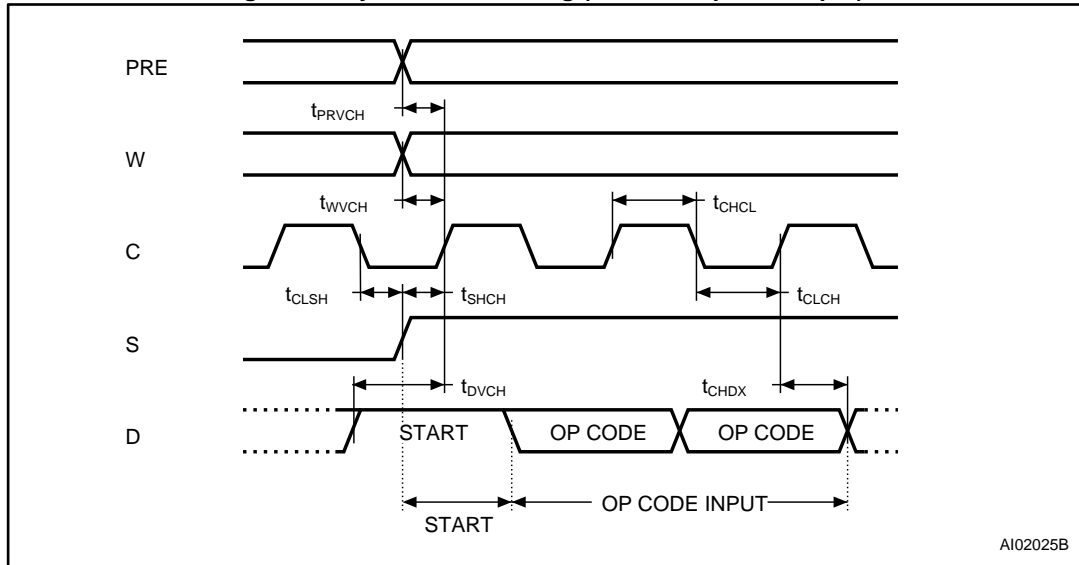 PRE
tPRVCH
W
tWVCH
tCHCL
C
tCLSH
tSHCH
tCLCH
S
tDVCH
tCHDX
D
START
OP CODE
OP CODE
OP CODE INPUT
START
AI02025B